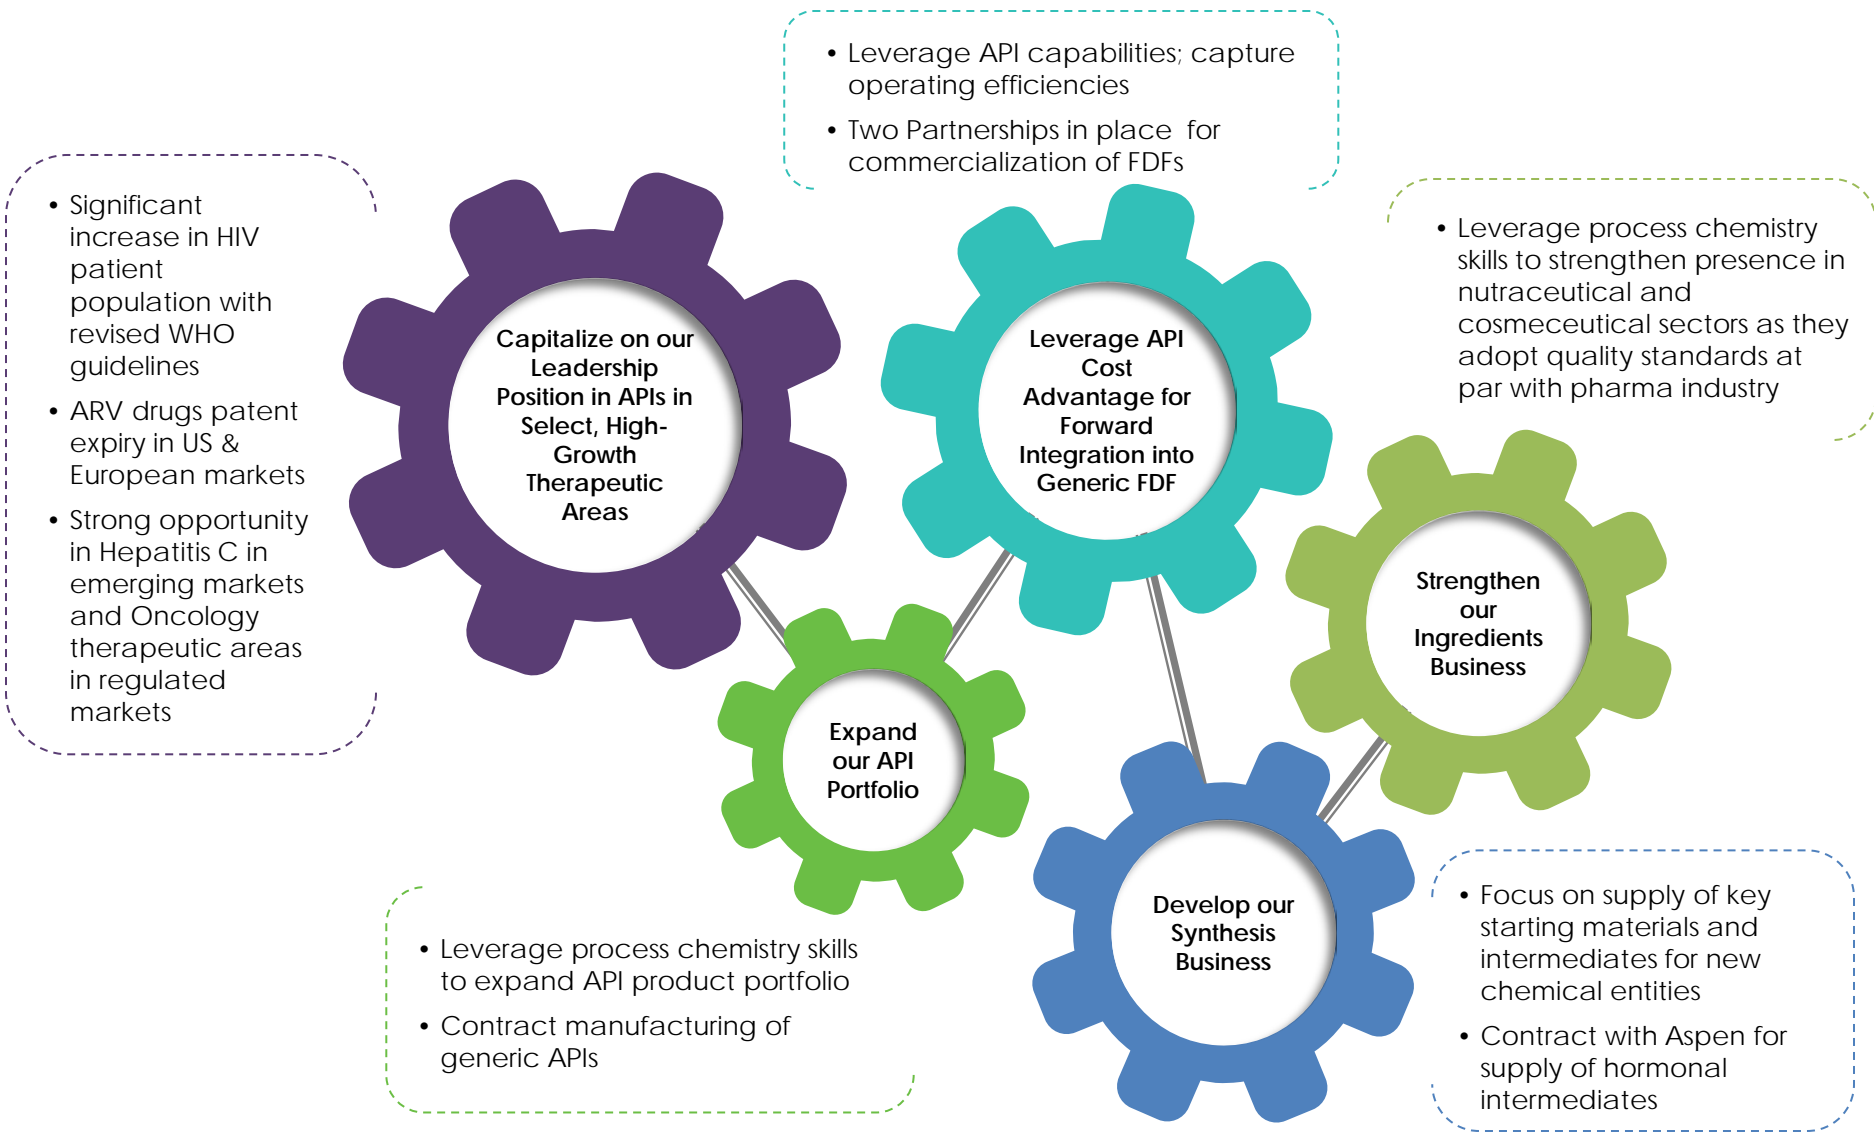 • Leverage API capabilities; capture
operating efficiencies
• Two Partnerships in place for
commercialization of FDFs
• Significant
increase in HIV
patient
population with
revised WHO
guidelines
• ARV drugs patent
expiry in US &
European markets
• Strong opportunity
in Hepatitis C in
emerging markets
and Oncology
therapeutic areas
in regulated
markets
Capitalize on our
Leadership
Position in APIs in
Select, High-
Growth
Therapeutic
Areas
Leverage API
Cost
Advantage for
Forward
Integration into
Generic FDF
• Leverage process chemistry
skills to strengthen presence in
nutraceutical and
cosmeceutical sectors as they
adopt quality standards at
par with pharma industry
Strengthen
our
Ingredients
Business
Expand
our API
Portfolio
Develop our
Synthesis
Business
• Leverage process chemistry skills
to expand API product portfolio
• Contract manufacturing of
generic APIs
• Focus on supply of key
starting materials and
intermediates for new
chemical entities
• Contract with Aspen for
supply of hormonal
intermediates